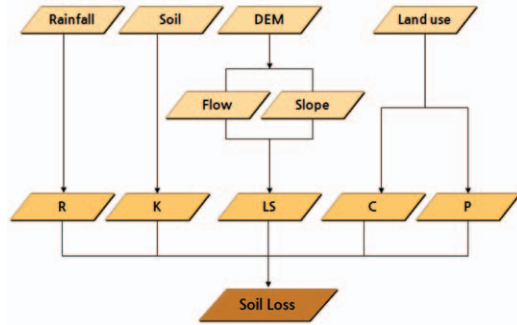 Rainfall
Soil
DEM
Land use
Flow
Slope
R
K
LS
C
P
Soil Loss